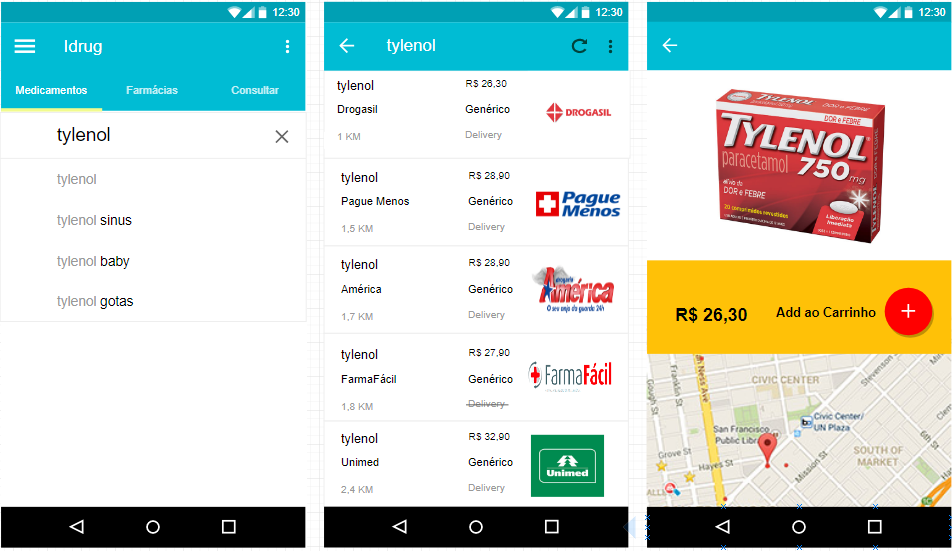 12:30
Idrug
Medicamentos Farmácias Consultar
tylenol
tylenol
tylenol sinus
tylenol baby
tylenol gotas
12:30
tylenol
tylenol R$ 26,30
Drogasil Genérico DROGASIL
1 KM Delivery
tylenol R$ 28,90
Pague Menos Genérico Pague Menos
1,5 KM Delivery
tylenol R$ 28,90
América Genérico drogaria América
O seu anjo da guarda 24h
1,7 KM Delivery
tylenol R$ 27,90
FarmaFácil Genérico FarmaFácil
1,8 KM Delivery
tylenol R$ 32,90
Unimed Genérico Unimed
2,4 KM Delivery
12:30
DOR e FEBRE
TYLENOL®
paracetamol 750 mg
alívio da
DOR e FEBRE
20 comprimidos revestidos
Liberação
Imediata
TYLENOL
R$ 26,30 Add ao Carrinho
Stevenson
Franklin St
Van Ness Ave
CIVIC CENTER
Civic Center/
UN Plaza
San Francisco
Public Libr
6th St
Grove St
Hayes St
Mission St
SOUTH OF
MARKET